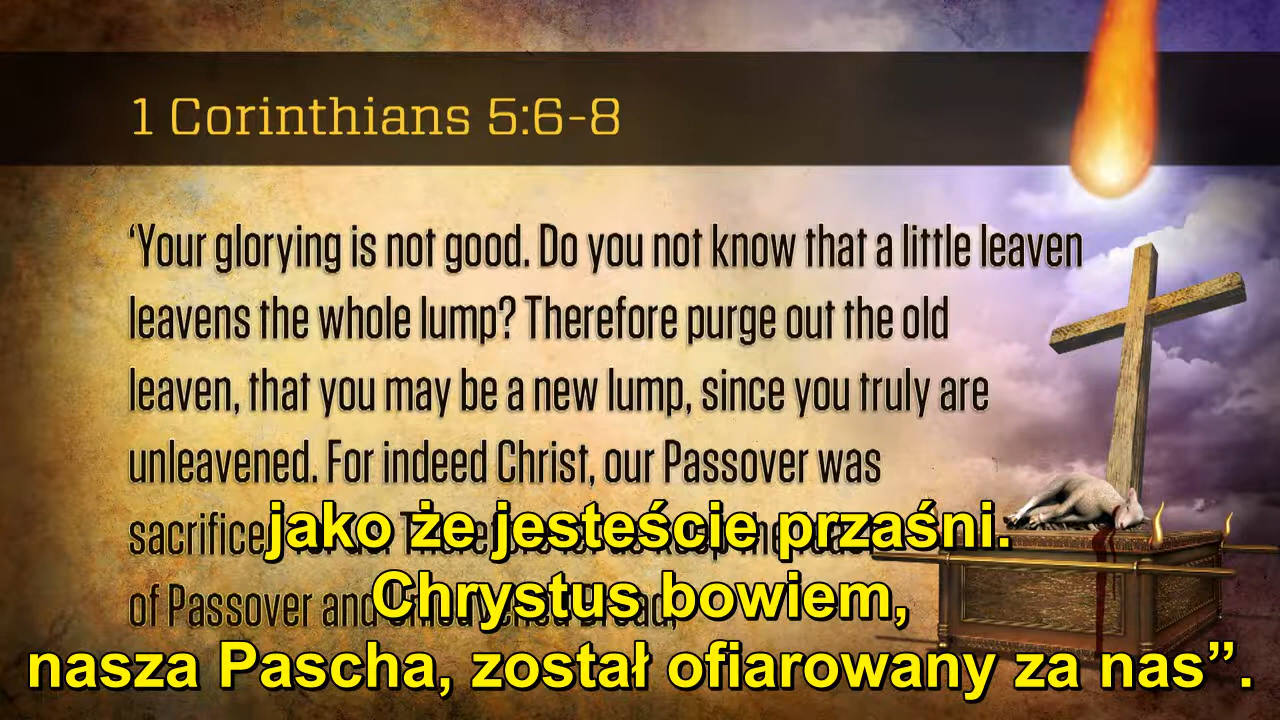 1 Corinthians 5:6-8
‘Your glorying is not good. Do you not know that a little leaven
leavens the whole lump? Therefore purge out the old
leaven, that you may be a new lump, since you truly are
unleavened. For indeed Christ, our Passover was
jako że jesteście przaśni.
of Passover and
Chrystus bowiem,
nasza Pascha, został ofiarowany za nas”.